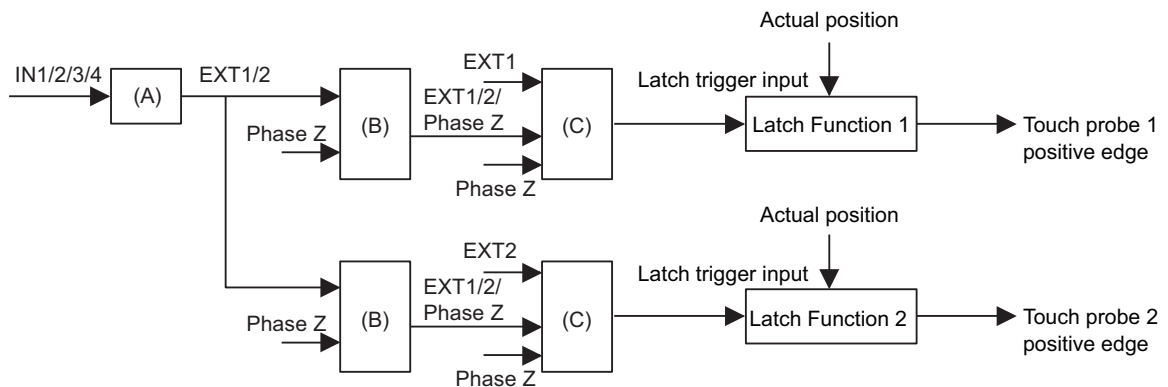 Actual position
IN1/2/3/4
EXT1/2
EXT1
Latch trigger input
(A)
EXT1/2/
Phase Z
(B)
(C)
Phase Z
Latch Function 1
Touch probe 1
positive edge
Phase Z
Actual position
EXT2
Latch trigger input
EXT1/2/
Phase Z
(B)
(C)
Phase Z
Latch Function 2
Touch probe 2
positive edge
Phase Z